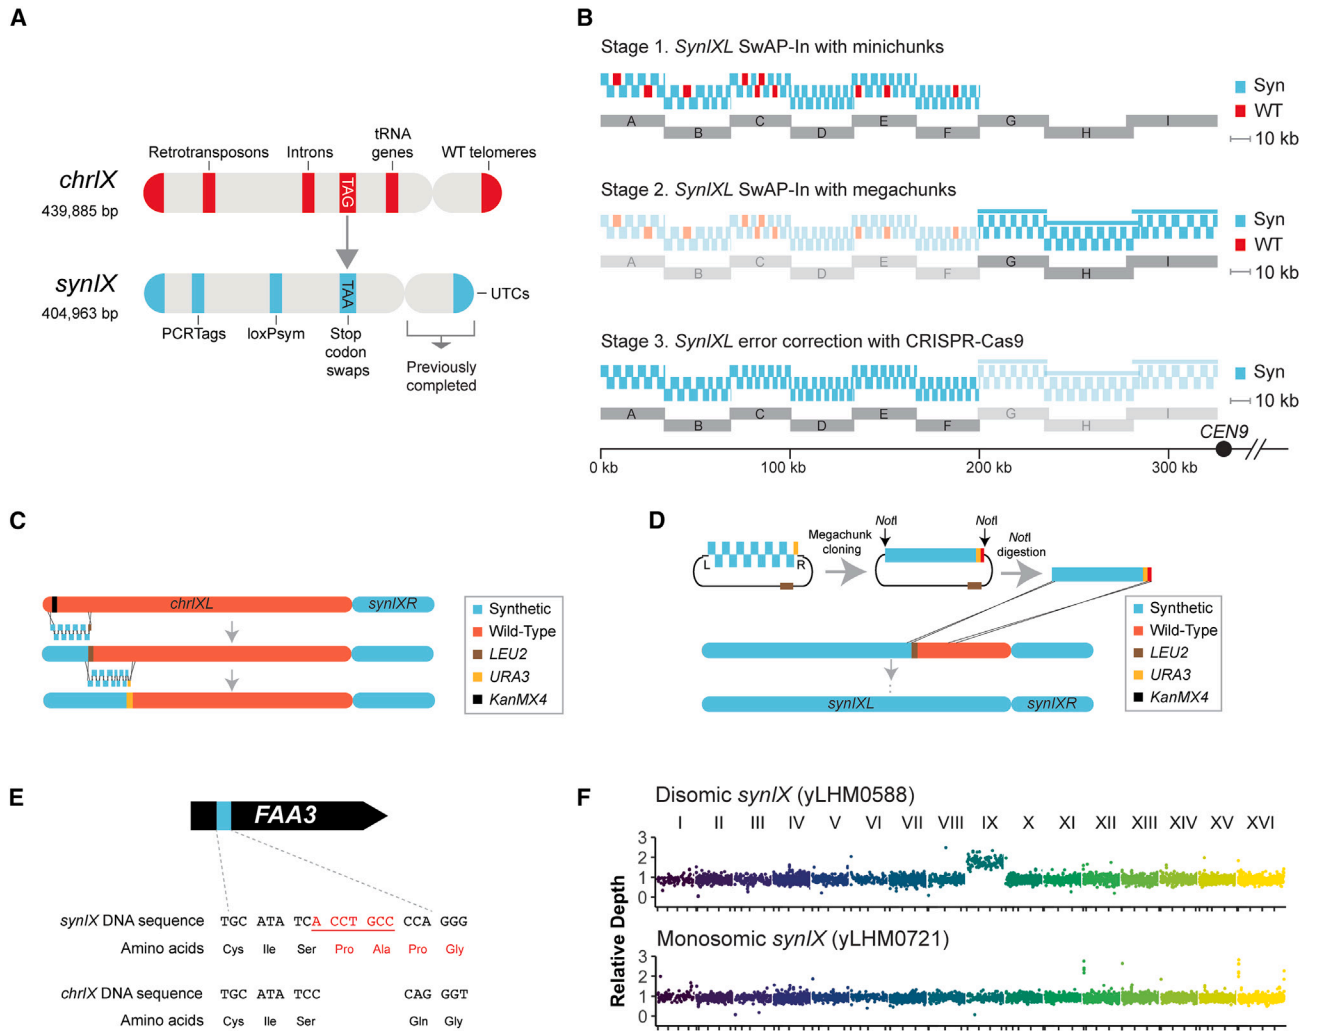 A
Retrotransposons
Introns
tRNA
genes
WT telomeres
chrIX
439,885 bp
TAG
synIX
404,963 bp
TAA
UTCs
PCRTags
loxPsym
Stop
codon
swaps
Previously
completed
B
Stage 1. SynIXL SwAP-In with minichunks
Syn
WT
10 kb
A B C D E F G H I
Stage 2. SynIXL SwAP-In with megachunks
Syn
WT
10 kb
A B C D E F G H I
Stage 3. SynIXL error correction with CRISPR-Cas9
Syn
10 kb
A B C D E F G H I
CEN9
0 kb 100 kb 200 kb 300 kb
C
chrIXL synIXR
Synthetic
Wild-Type
LEU2
URA3
KanMX4
D
L R
Megachunk
cloning
NotI NotI
NotI
digestion
Synthetic
Wild-Type
LEU2
URA3
KanMX4
synIXL synIXR
E
FAA3
synIX DNA sequence TGC ATA TCA CCT GCC CCA GGG
Amino acids Cys Ile Ser Pro Ala Pro Gly
chrIX DNA sequence TGC ATA TCC CAG GGT
Amino acids Cys Ile Ser Gln Gly
F
Disomic synIX (yLHM0588)
I II III IV V VI VII VIII IX X XI XII XIII XIV XV XVI
3
2
1
0
Relative Depth
Monosomic synIX (yLHM0721)
3
2
1
0